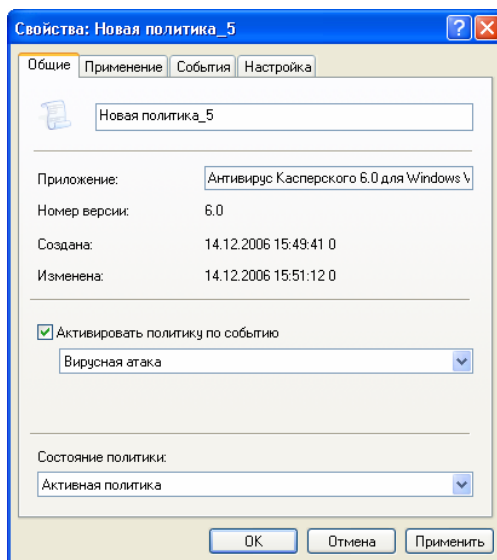 Свойства: Новая политика_5
Общие Применение События Настройка
Новая политика_5
Приложение: Антивирус Касперского 6.0 для Windows
Номер версии: 6.0
Создана: 14.12.2006 15:49:41 0
Изменена: 14.12.2006 15:51:12 0
Активировать политику по событию
Вирусная атака
Состояние политики:
Активная политика
OK Отмена Применить